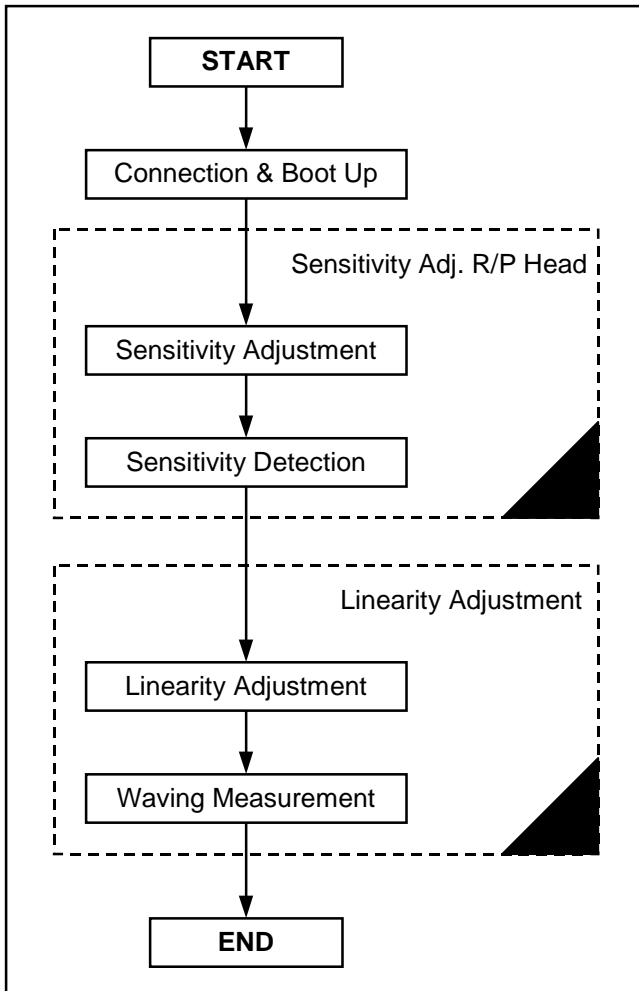 START
Connection & Boot Up
Sensitivity Adj. R/P Head
Sensitivity Adjustment
Sensitivity Detection
Linearity Adjustment
Linearity Adjustment
Waving Measurement
END